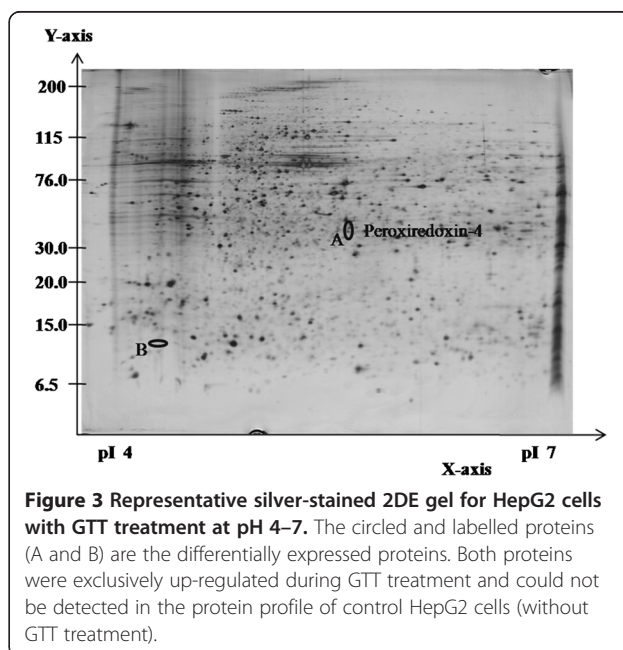 Y-axis
200
115
76.0
A Peroxiredoxin-4
30.0
20.0
15.0
B
6.5
pI 4
pI 7
X-axis
Figure 3 Representative silver-stained 2DE gel for HepG2 cells
with GTT treatment at pH 4–7. The circled and labelled proteins
(A and B) are the differentially expressed proteins. Both proteins
were exclusively up-regulated during GTT treatment and could not
be detected in the protein profile of control HepG2 cells (without
GTT treatment).